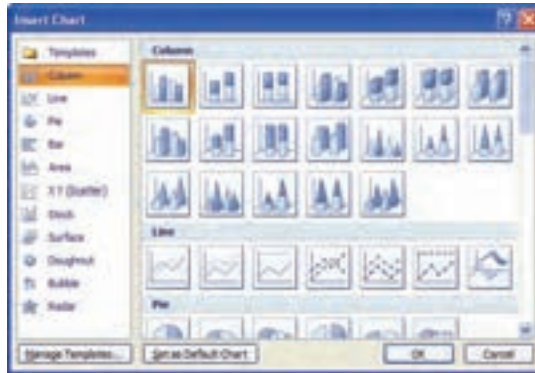 Insert Chart
Templates
Column
Line
Pie
Bar
Area
X Y (Scatter)
Stock
Surface
Doughnut
Bubble
Radar
Column
Line
Pie
Manage Templates...
Set as Default Chart
OK
Cancel